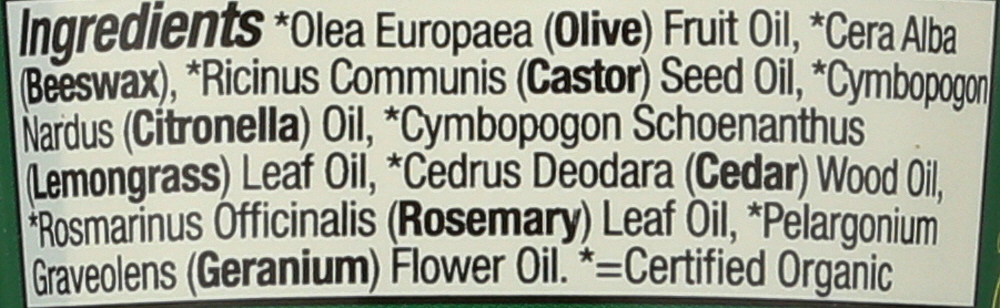 Ingredients *Olea Europaea (Olive) Fruit Oil, *Cera Alba
(Beeswax), *Ricinus Communis (Castor) Seed Oil, *Cymbopogon
Nardus (Citronella) Oil, *Cymbopogon Schoenanthus
(Lemongrass) Leaf Oil, *Cedrus Deodara (Cedar) Wood Oil,
*Rosmarinus Officinalis (Rosemary) Leaf Oil, *Pelargonium
Graveolens (Geranium) Flower Oil. *=Certified Organic